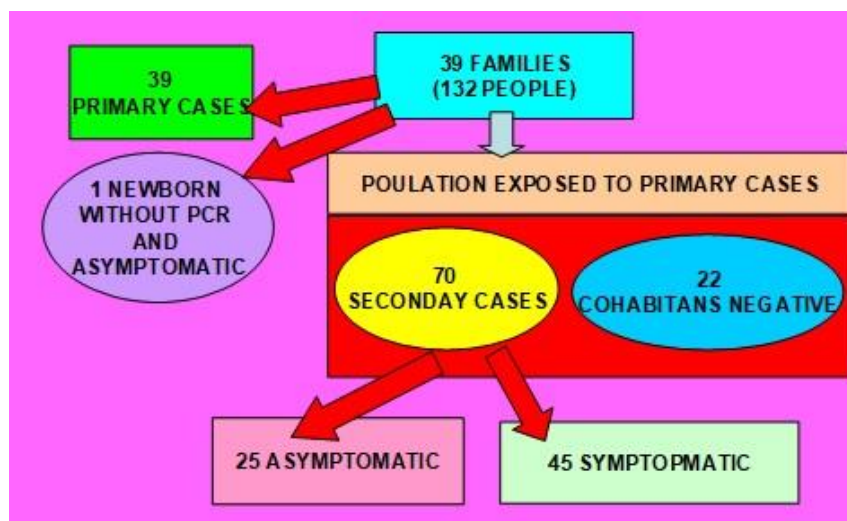 39
PRIMARY CASES
39 FAMILIES
(132 PEOPLE)
1 NEWBORN
WITHOUT PCR
AND
ASYMPTOMATIC
POULATION EXPOSED TO PRIMARY CASES
70
SECONDAY CASES
22
COHABITANS NEGATIVE
25 ASYMPTOMATIC
45 SYMPTOPMATIC